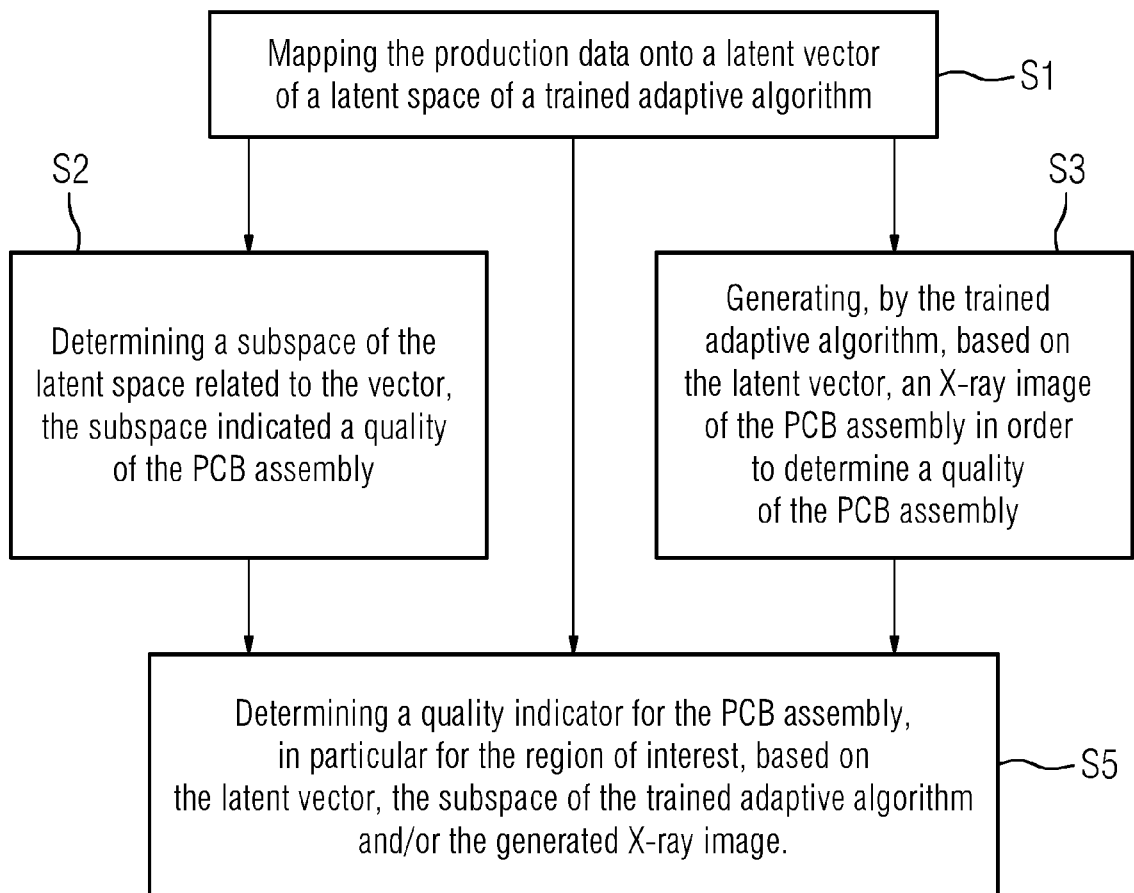 Mapping the production data onto a latent vector
of a latent space of a trained adaptive algorithm
S1
S2
Determining a subspace of the
latent space related to the vector,
the subspace indicated a quality
of the PCB assembly
S3
Generating, by the trained
adaptive algorithm, based on
the latent vector, an X-ray image
of the PCB assembly in order
to determine a quality
of the PCB assembly
Determining a quality indicator for the PCB assembly,
in particular for the region of interest, based on
the latent vector, the subspace of the trained adaptive algorithm
and/or the generated X-ray image.
S5